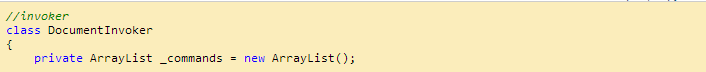 //invoker
class DocumentInvoker
{
    private ArrayList _commands = new ArrayList();